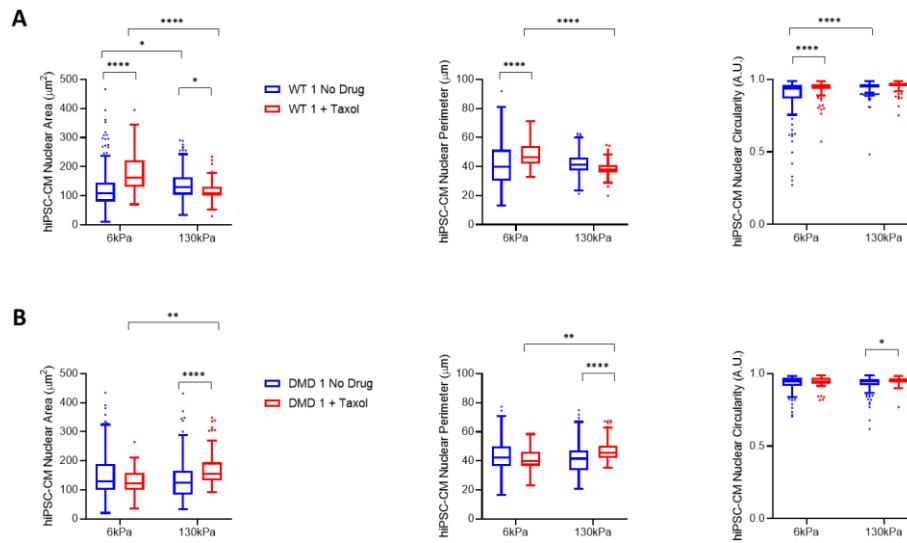 A
hiPSC-CM Nuclear Area (μm²)
500
400
300
200
100
0
****
*
****
*
6kPa
130kPa
WT 1 No Drug
WT 1 + Taxol
hiPSC-CM Nuclear Perimeter (μm)
100
80
60
40
20
0
****
****
6kPa
130kPa
hiPSC-CM Nuclear Circularity (A.U.)
1.0
0.5
0.0
****
****
6kPa
130kPa
B
hiPSC-CM Nuclear Area (μm²)
500
400
300
200
100
0
**
****
6kPa
130kPa
DMD 1 No Drug
DMD 1 + Taxol
hiPSC-CM Nuclear Perimeter (μm)
100
80
60
40
20
0
**
****
6kPa
130kPa
hiPSC-CM Nuclear Circularity (A.U.)
1.0
0.5
0.0
*
6kPa
130kPa